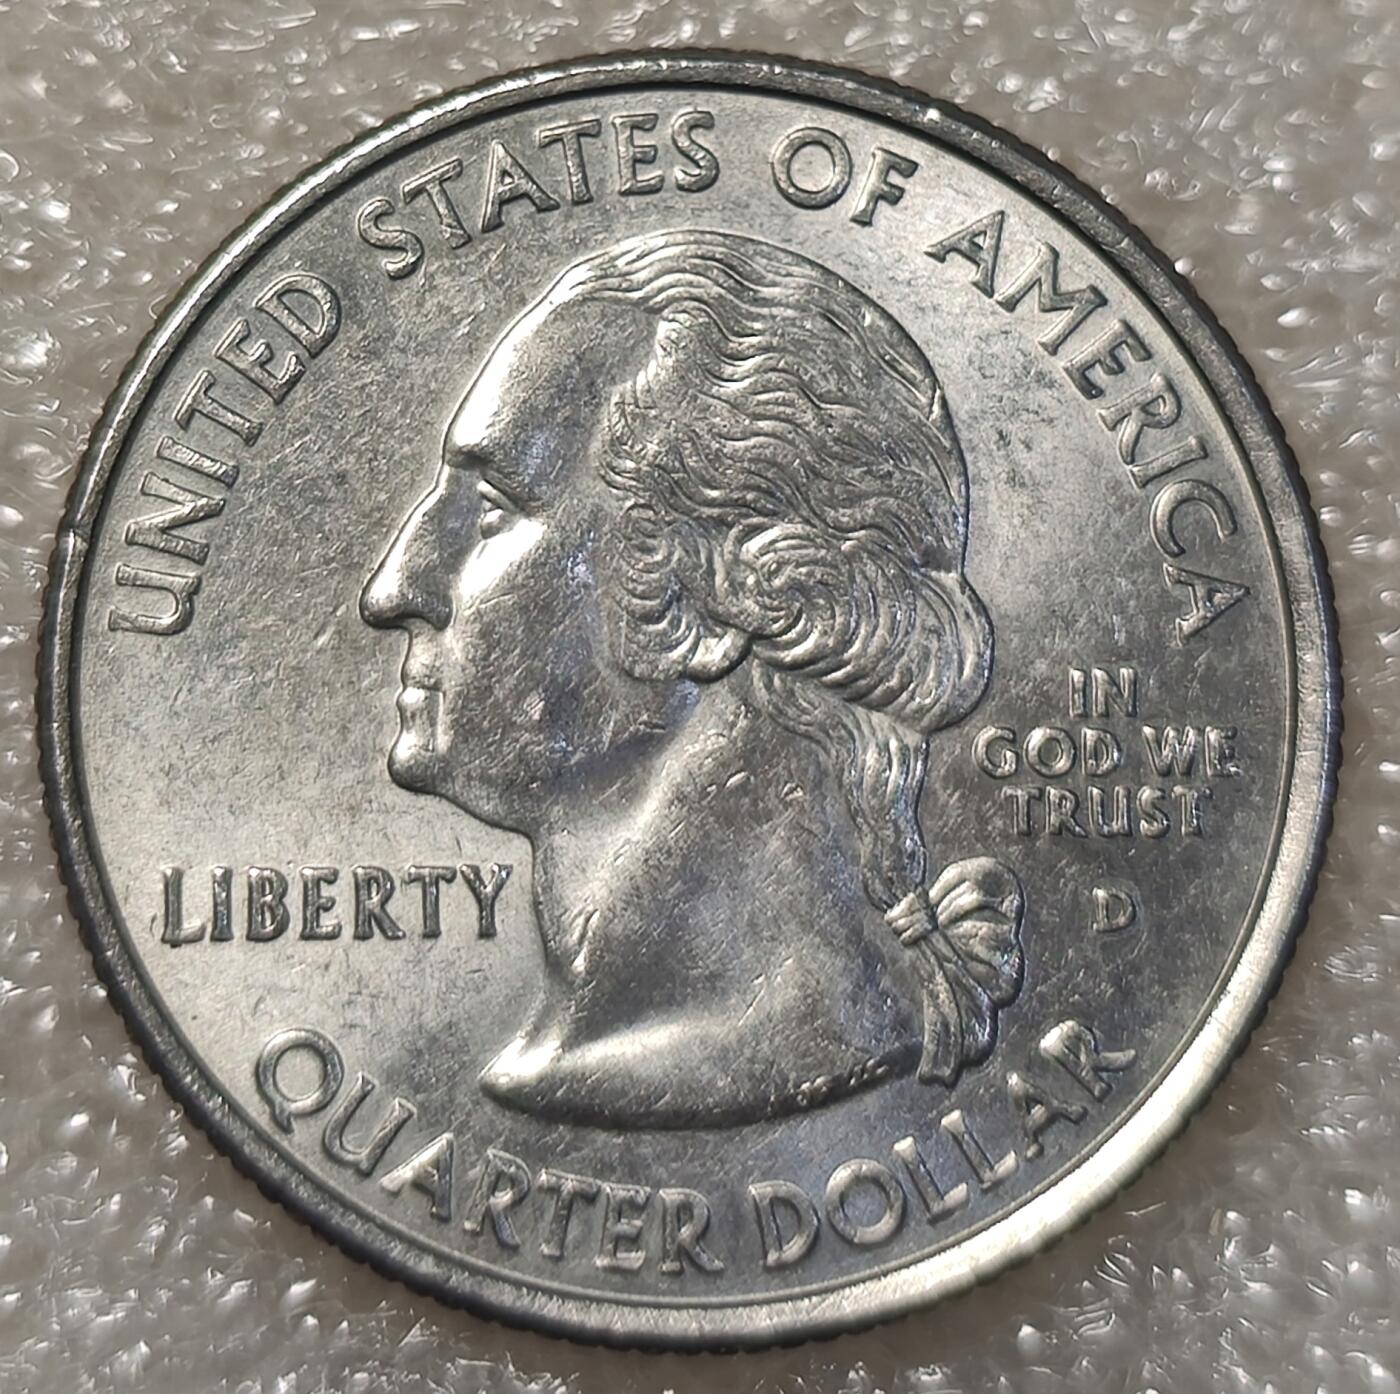 UNITED STATES OF AMERICA
LIBERTY
IN
GOD WE
TRUST
D
QUARTER DOLLAR